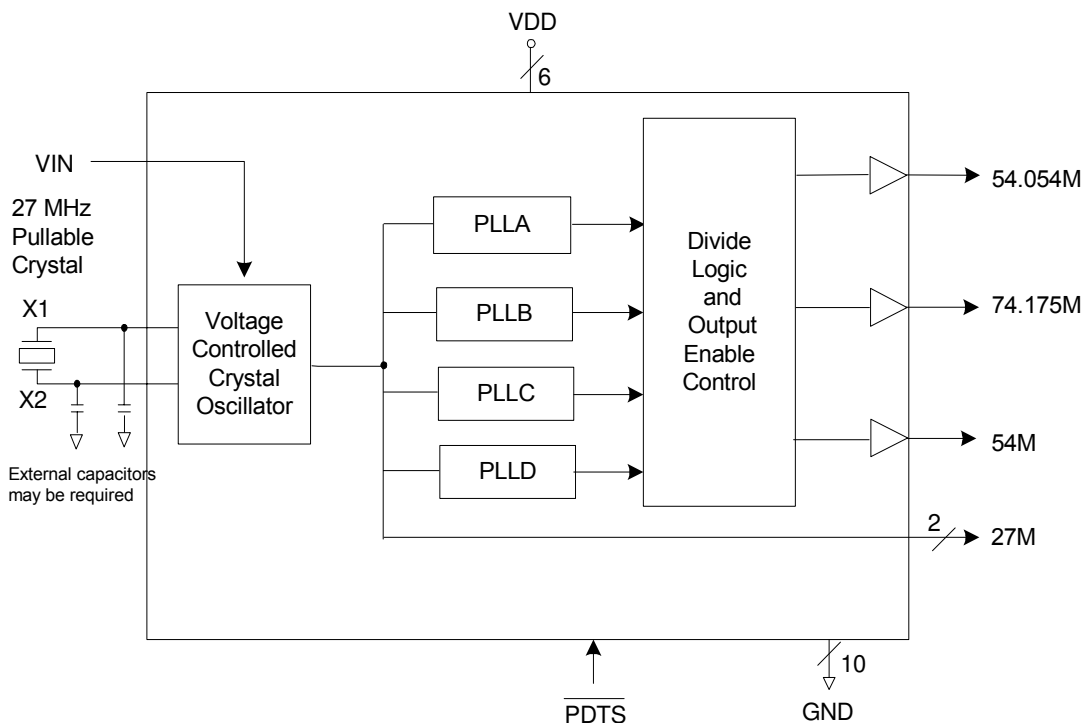 VDD
6
VIN
27 MHz
Pullable
Crystal
X1
X2
External capacitors
may be required
Voltage
Controlled
Crystal
Oscillator
PLLA
PLLB
PLLC
PLLD
Divide
Logic
and
Output
Enable
Control
54.054M
74.175M
54M
2
27M
PDTS
10
GND